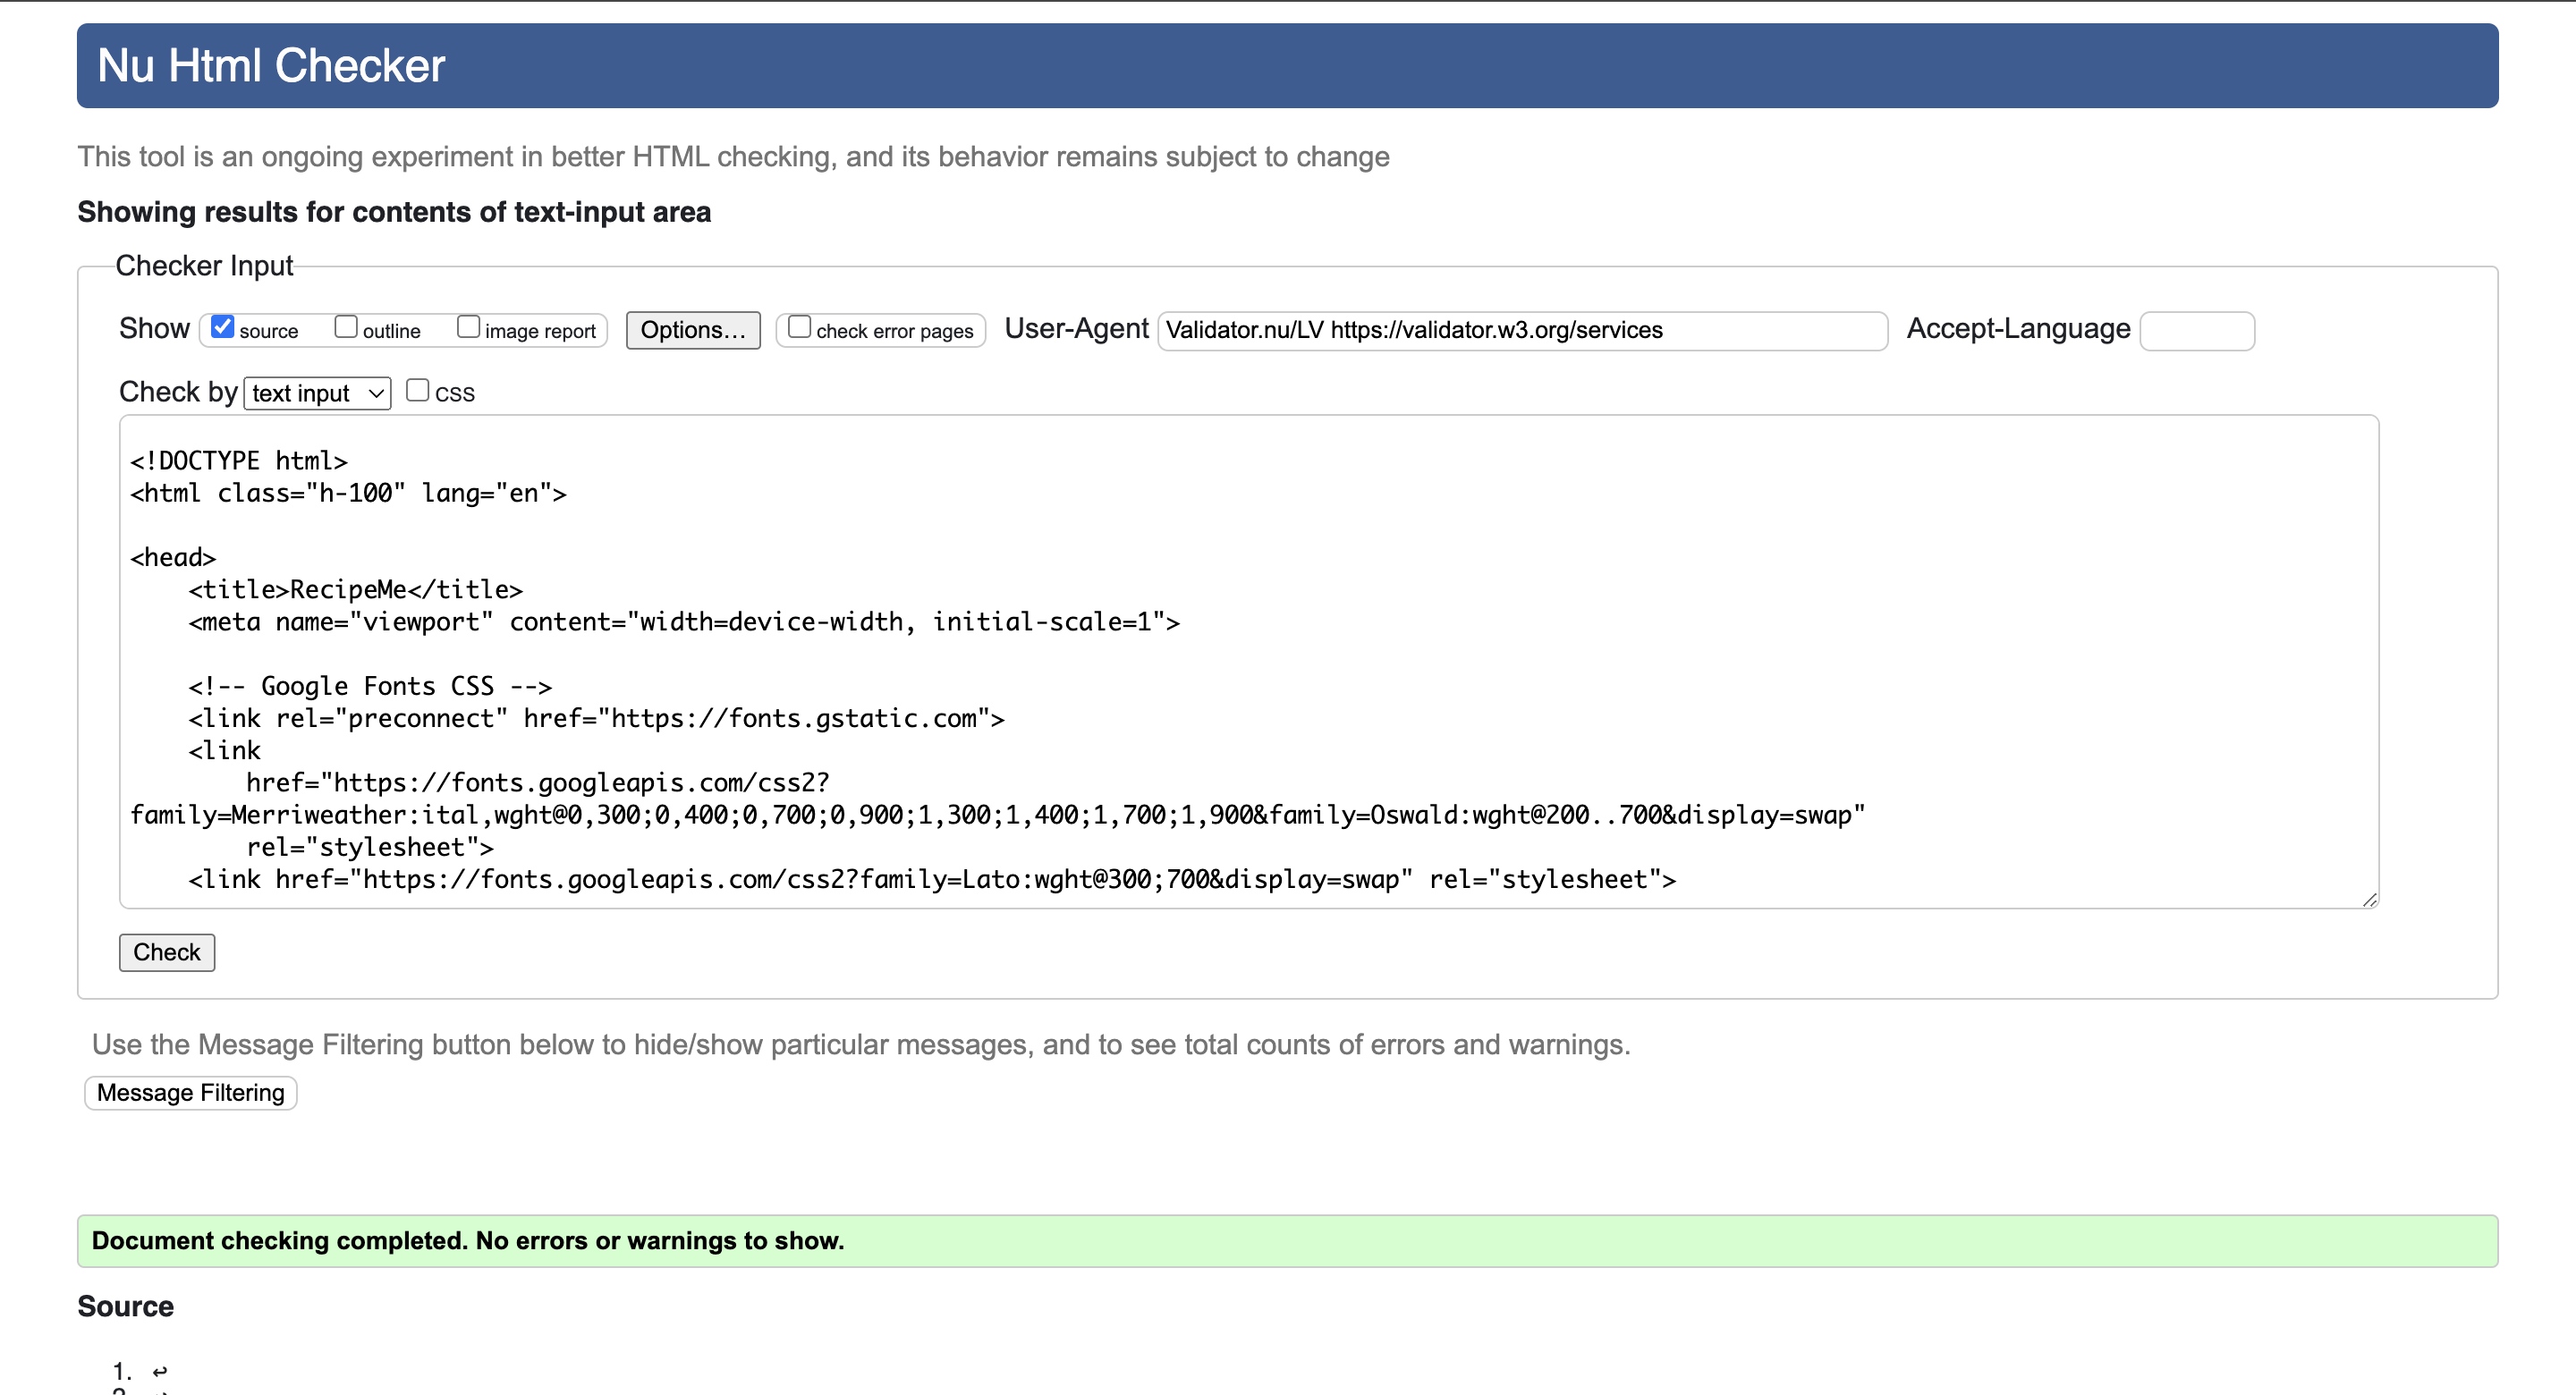 Nu Html Checker
This tool is an ongoing experiment in better HTML checking, and its behavior remains subject to change
Showing results for contents of text-input area
Checker Input
Show source outline image report Options... check error pages User-Agent Validator.nu/LV https://validator.w3.org/services Accept-Language
Check by text input css
<!DOCTYPE html>
<html class="h-100" lang="en">
<head>
    <title>RecipeMe</title>
    <meta name="viewport" content="width=device-width, initial-scale=1">
    <!-- Google Fonts CSS -->
    <link rel="preconnect" href="https://fonts.gstatic.com">
    <link
        href="https://fonts.googleapis.com/css2?
family=Merriweather:ital,wght@0,300;0,400;0,700;0,900;1,300;1,400;1,700;1,900&family=Oswald:wght@200..700&display=swap"
        rel="stylesheet">
    <link href="https://fonts.googleapis.com/css2?family=Lato:wght@300;700&display=swap" rel="stylesheet">
Check
Use the Message Filtering button below to hide/show particular messages, and to see total counts of errors and warnings.
Message Filtering
Document checking completed. No errors or warnings to show.
Source
1. ↩